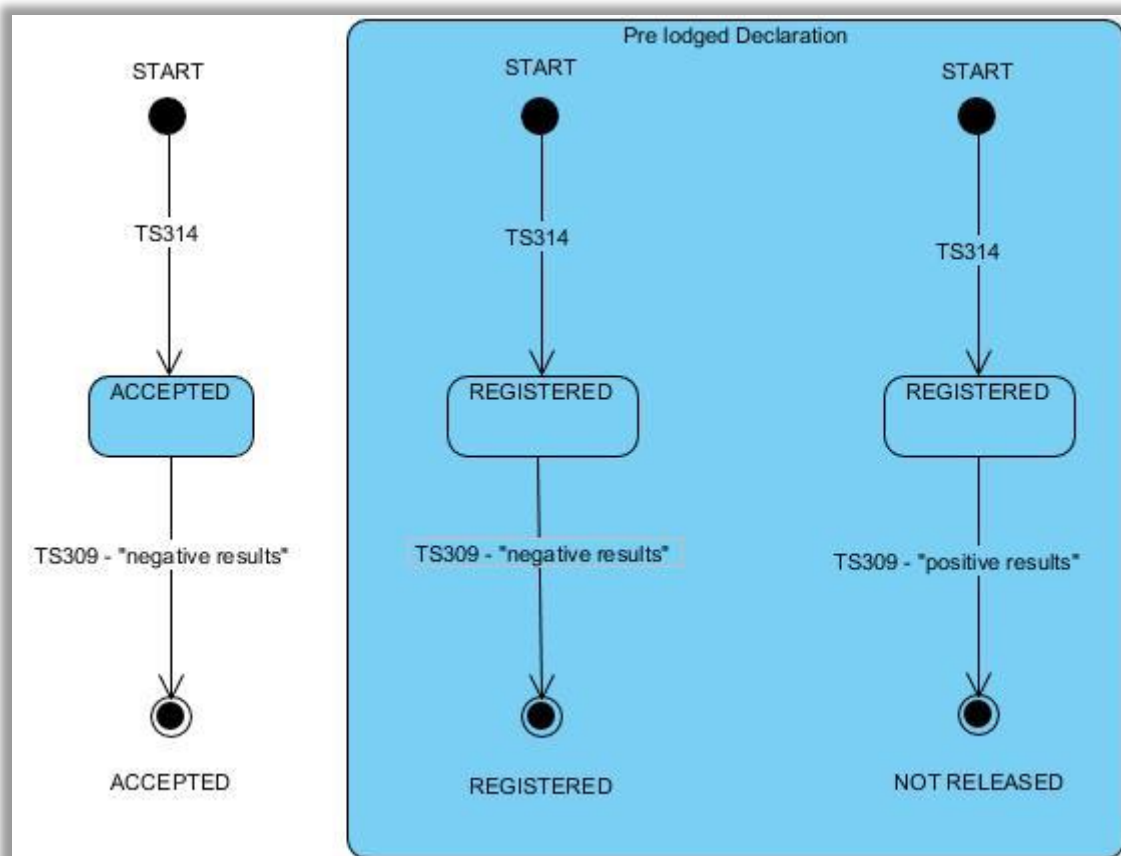 Pre lodged Declaration
START
START
START
TS314
TS314
TS314
ACCEPTED
REGISTERED
REGISTERED
TS309 - "negative results"
TS309 - "negative results"
TS309 - "positive results"
ACCEPTED
REGISTERED
NOT RELEASED